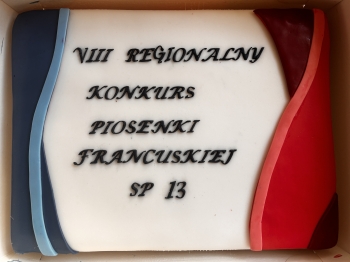 VIII REGIONALNY
KONKURS
PIOSENKI
FRANCUSKIEJ
SP 13